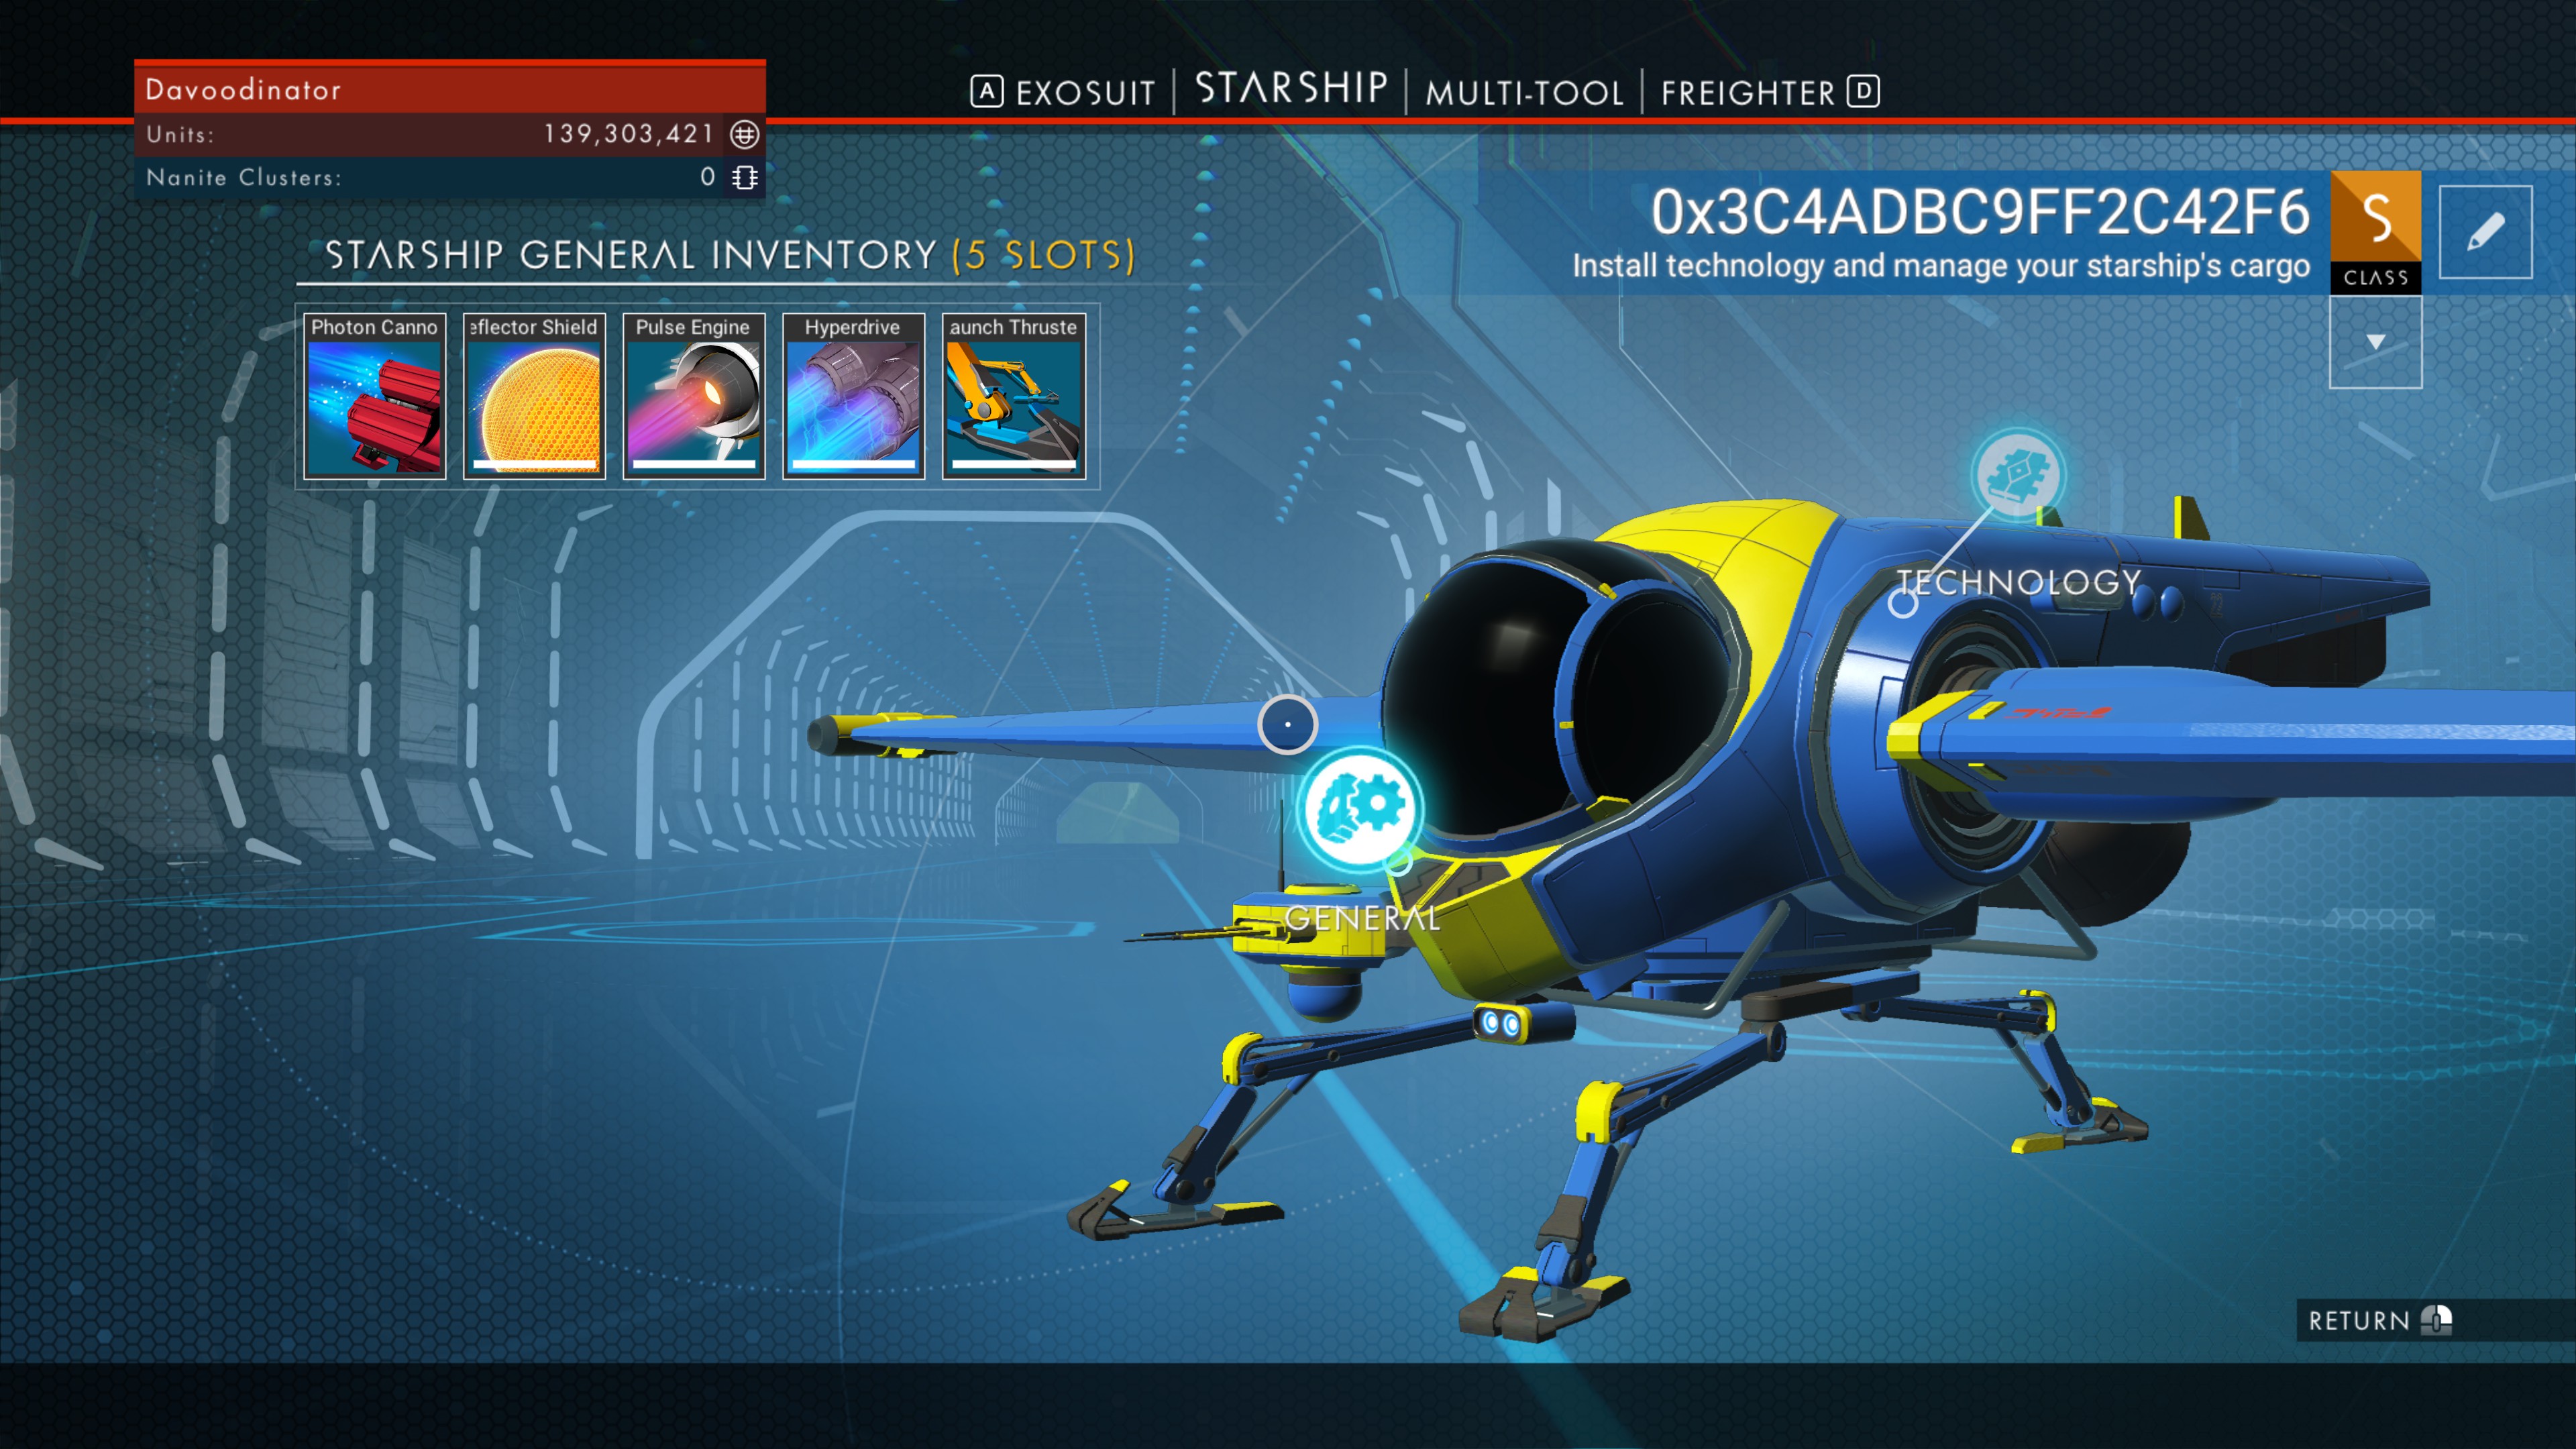 Davoodinator
Units: 139,303,421
Nanite Clusters: 0
A EXOSUIT STARSHIP MULTI-TOOL FREIGHTER D
STARSHIP GENERAL INVENTORY (5 SLOTS)
0x3C4ADBC9FF2C42F6
Install technology and manage your starship's cargo
S
CLASS
Photon Canno
eflector Shield
Pulse Engine
Hyperdrive
aunch Thruste
TECHNOLOGY
GENERAL
RETURN